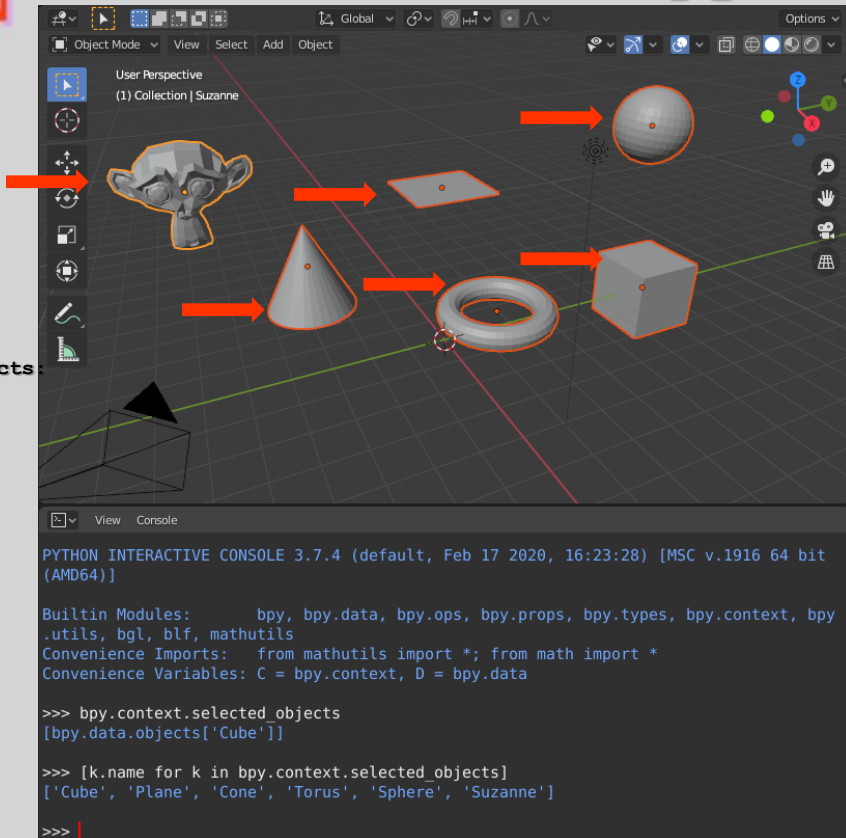 Global
Options
Object Mode View Select Add Object
User Perspective
(1) Collection | Suzanne
Z
Y
X
cts:
View Console
PYTHON INTERACTIVE CONSOLE 3.7.4 (default, Feb 17 2020, 16:23:28) [MSC v.1916 64 bit
(AMD64)]
Builtin Modules: bpy, bpy.data, bpy.ops, bpy.props, bpy.types, bpy.context, bpy
.utils, bgl, blf, mathutils
Convenience Imports: from mathutils import *; from math import *
Convenience Variables: C = bpy.context, D = bpy.data
>>> bpy.context.selected_objects
[bpy.data.objects['Cube']]
>>> [k.name for k in bpy.context.selected_objects]
['Cube', 'Plane', 'Cone', 'Torus', 'Sphere', 'Suzanne']
>>>